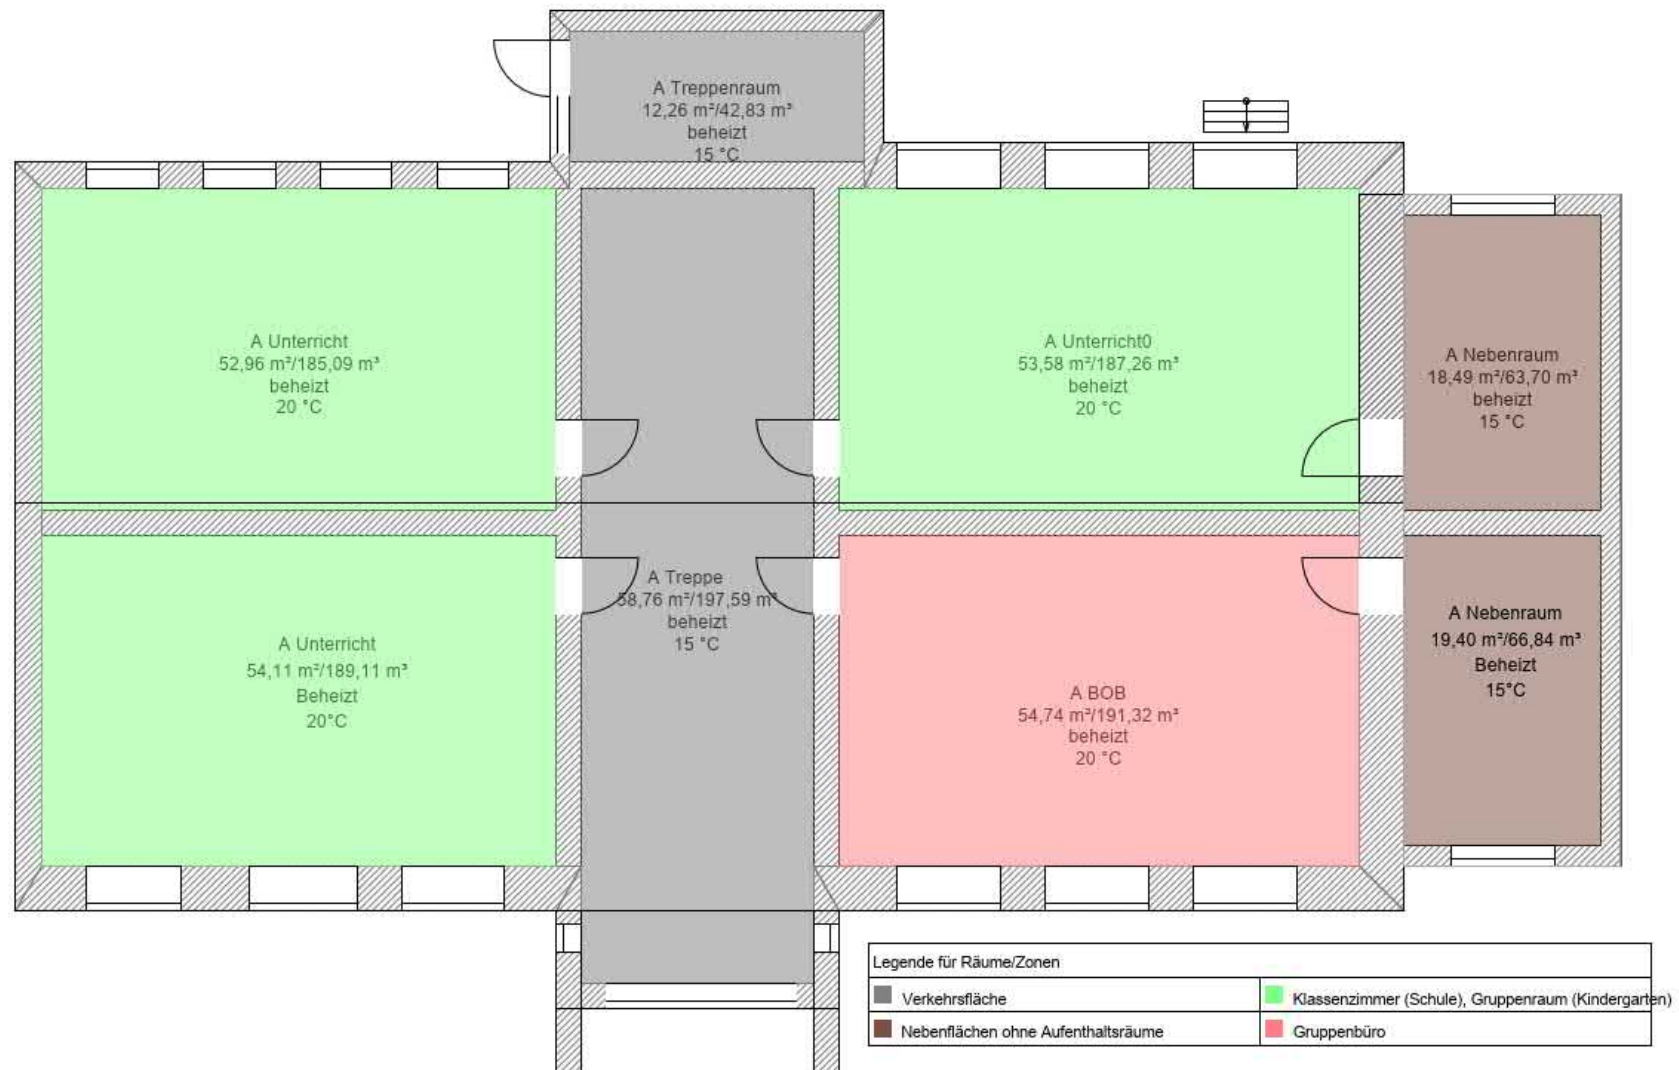 A Treppenraum
12,26 m²/42,83 m³
beheizt
15 °C
A Unterricht
52,96 m²/185,09 m³
beheizt
20 °C
A Unterricht0
53,58 m²/187,26 m³
beheizt
20 °C
A Nebenraum
18,49 m²/63,70 m³
beheizt
15 °C
A Treppe
58,76 m²/197,59 m³
beheizt
15 °C
A Unterricht
54,11 m²/189,11 m³
Beheizt
20°C
A BOB
54,74 m²/191,32 m³
beheizt
20 °C
A Nebenraum
19,40 m²/66,84 m³
Beheizt
15°C
Legende für Räume/Zonen
Verkehrsfläche
Klassenzimmer (Schule), Gruppenraum (Kindergarten)
Nebenflächen ohne Aufenthaltsräume
Gruppenbüro